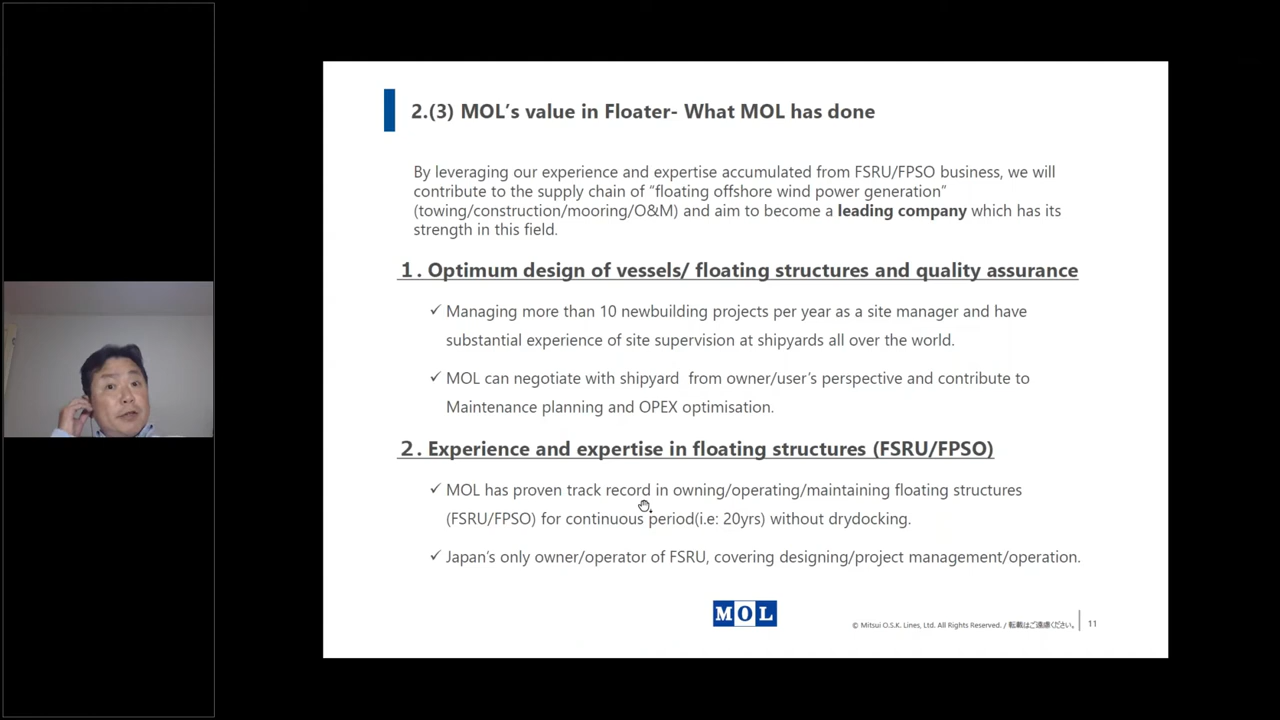 2.(3) MOL’s value in Floater- What MOL has done
By leveraging our experience and expertise accumulated from FSRU/FPSO business, we will
contribute to the supply chain of “floating offshore wind power generation”
(towing/construction/mooring/O&M) and aim to become a leading company which has its
strength in this field.
1. Optimum design of vessels/ floating structures and quality assurance
✓ Managing more than 10 newbuilding projects per year as a site manager and have
substantial experience of site supervision at shipyards all over the world.
✓ MOL can negotiate with shipyard from owner/user’s perspective and contribute to
Maintenance planning and OPEX optimisation.
2. Experience and expertise in floating structures (FSRU/FPSO)
✓ MOL has proven track record in owning/operating/maintaining floating structures
(FSRU/FPSO) for continuous period(i.e: 20yrs) without drydocking.
✓ Japan’s only owner/operator of FSRU, covering designing/project management/operation.
MOL
© Mitsui O.S.K. Lines, Ltd. All Rights Reserved. / 転載はご遠慮ください。 11